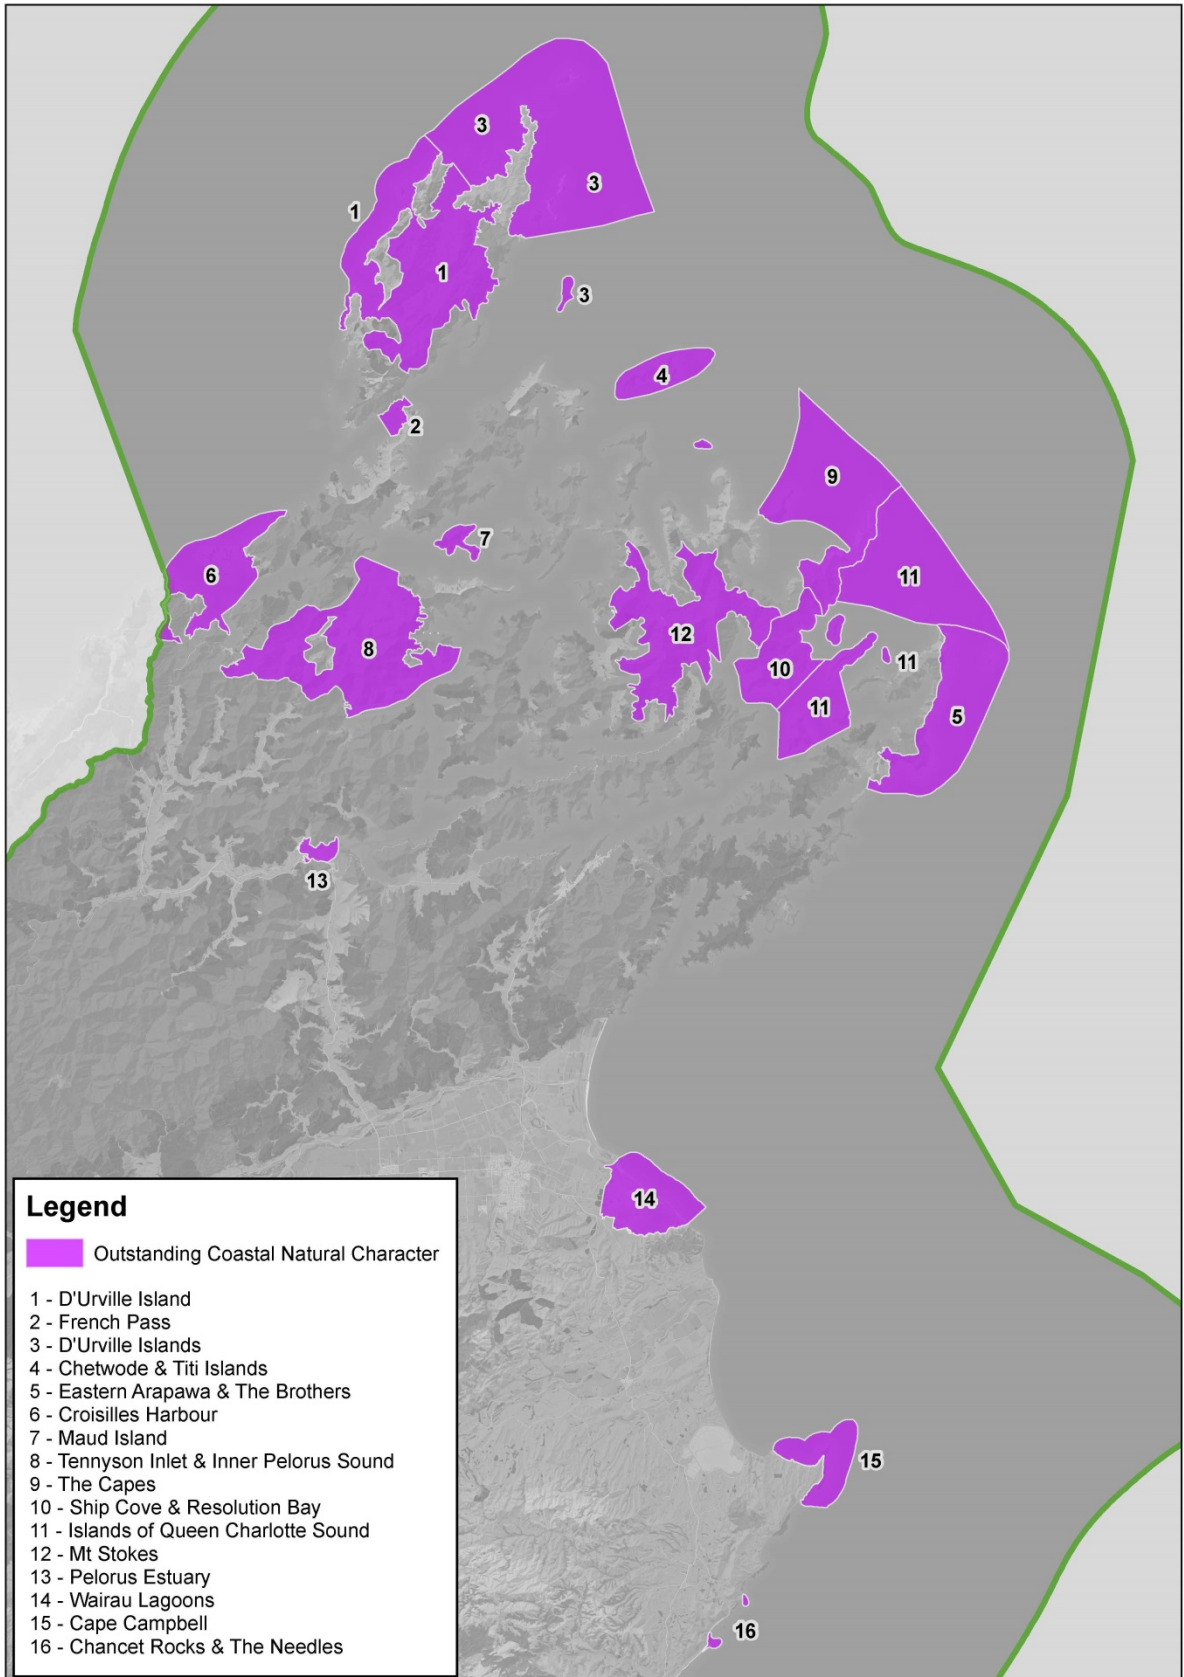 3
3
1
1
3
4
2
9
7
6
11
12
8
10
11
11
5
13
14
15
16
Legend
Outstanding Coastal Natural Character
1 - D'Urville Island
2 - French Pass
3 - D'Urville Islands
4 - Chetwode & Titi Islands
5 - Eastern Arapawa & The Brothers
6 - Croisilles Harbour
7 - Maud Island
8 - Tennyson Inlet & Inner Pelorus Sound
9 - The Capes
10 - Ship Cove & Resolution Bay
11 - Islands of Queen Charlotte Sound
12 - Mt Stokes
13 - Pelorus Estuary
14 - Wairau Lagoons
15 - Cape Campbell
16 - Chancet Rocks & The Needles